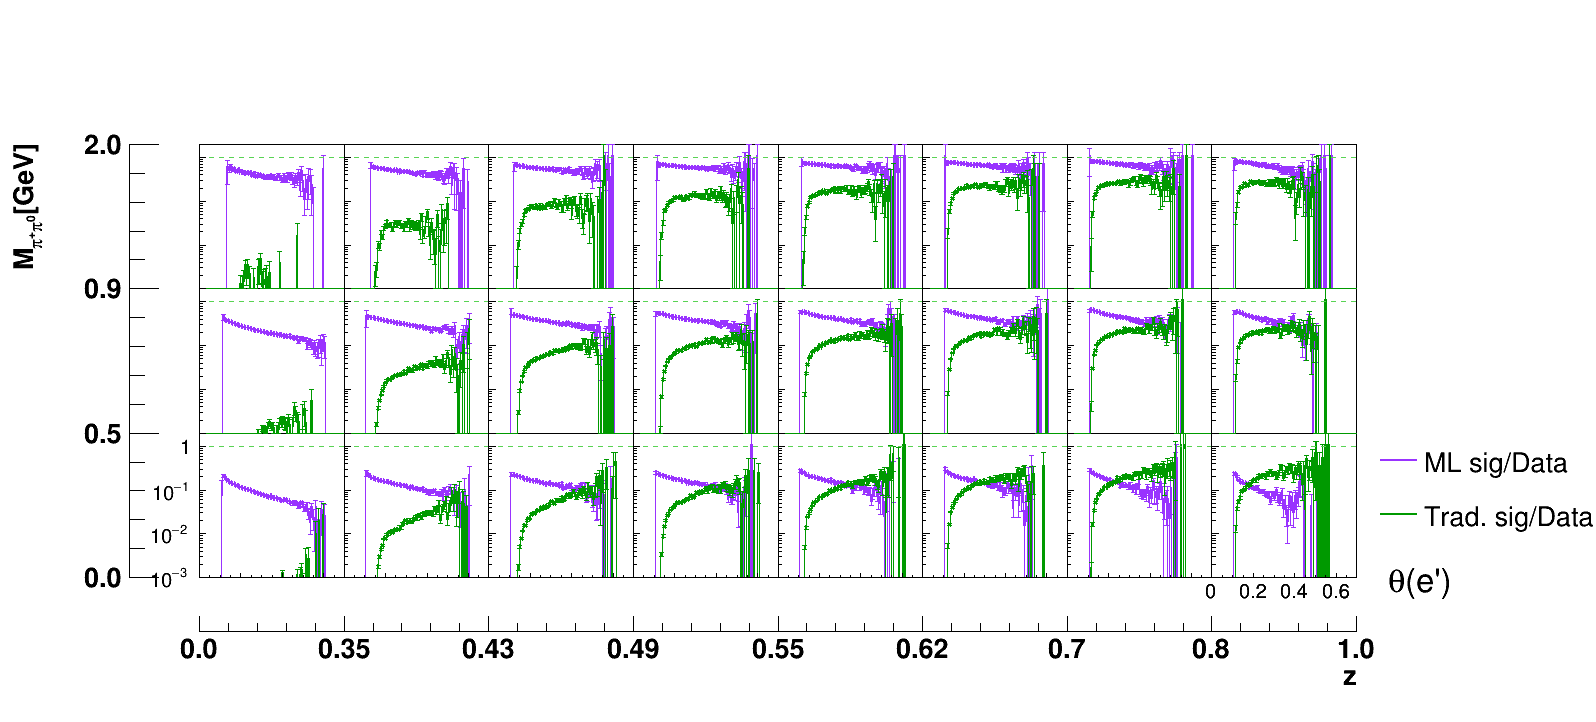 2.0
M π⁺π⁰ [GeV]
0.9
0.5
1
10⁻¹
ML sig/Data
10⁻²
Trad. sig/Data
0.0
10⁻³
0 0.2 0.4 0.6
θ(e')
0.0 0.35 0.43 0.49 0.55 0.62 0.7 0.8 1.0
z